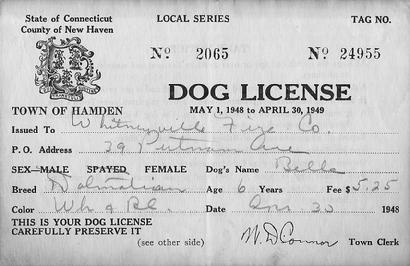 State of Connecticut LOCAL SERIES TAG NO.
County of New Haven
No. 2065 No. 24955
DOG LICENSE
TOWN OF HAMDEN MAY 1, 1948 TO APRIL 30, 1949
Issued To Whitneyville Fire Co.
P. O. Address 39 Putnam Ave
SEX—MALE SPAYED FEMALE Dog's Name Bells
Breed Dalmatian Age 6 Years Fee $ 5.25
Color Wh & Bl. Date 30 1948
THIS IS YOUR DOG LICENSE
CAREFULLY PRESERVE IT
(see other side) W. D. Connor Town Clerk